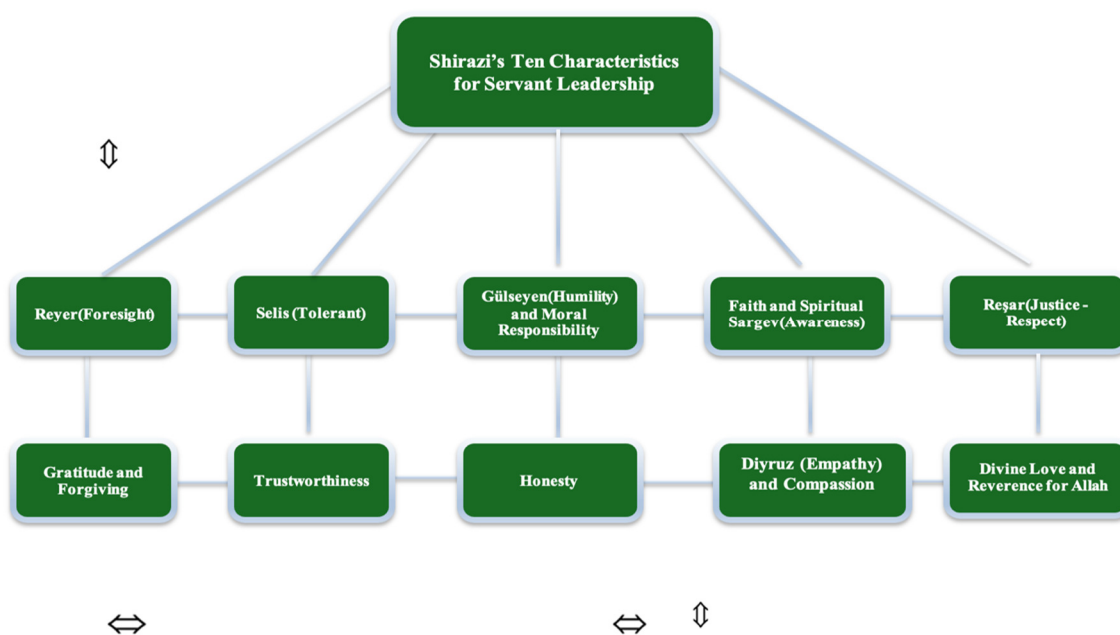 Shirazi's Ten Characteristics
for Servant Leadership
Reyer(Foresight)
Selis (Tolerant)
Gülseyen(Humility)
and Moral
Responsibility
Faith and Spiritual
Sargev(Awareness)
Reşar(Justice -
Respect)
Gratitude and
Forgiving
Trustworthiness
Honesty
Diyruz (Empathy)
and Compassion
Divine Love and
Reverence for Allah